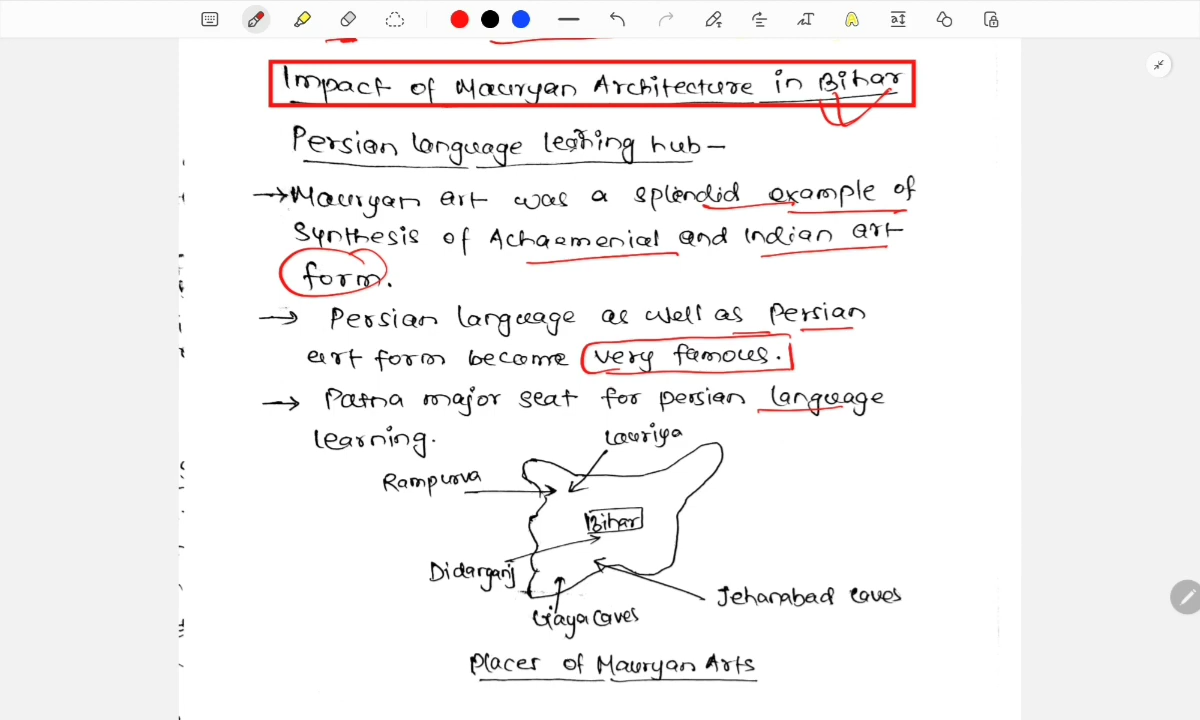 Impact of Mauryan Architecture in Bihar
Persian language learning hub-
→ Mauryan art was a splendid example of
Synthesis of Achaemenial and Indian art
form.
→ Persian language as well as Persian
art form become very famous.
→ Patna major seat for persian language
learning.
Lauriya
Rampurva
Bihar
Didarganj
Jehanabad caves
Gaya Caves
Places of Mauryan Arts